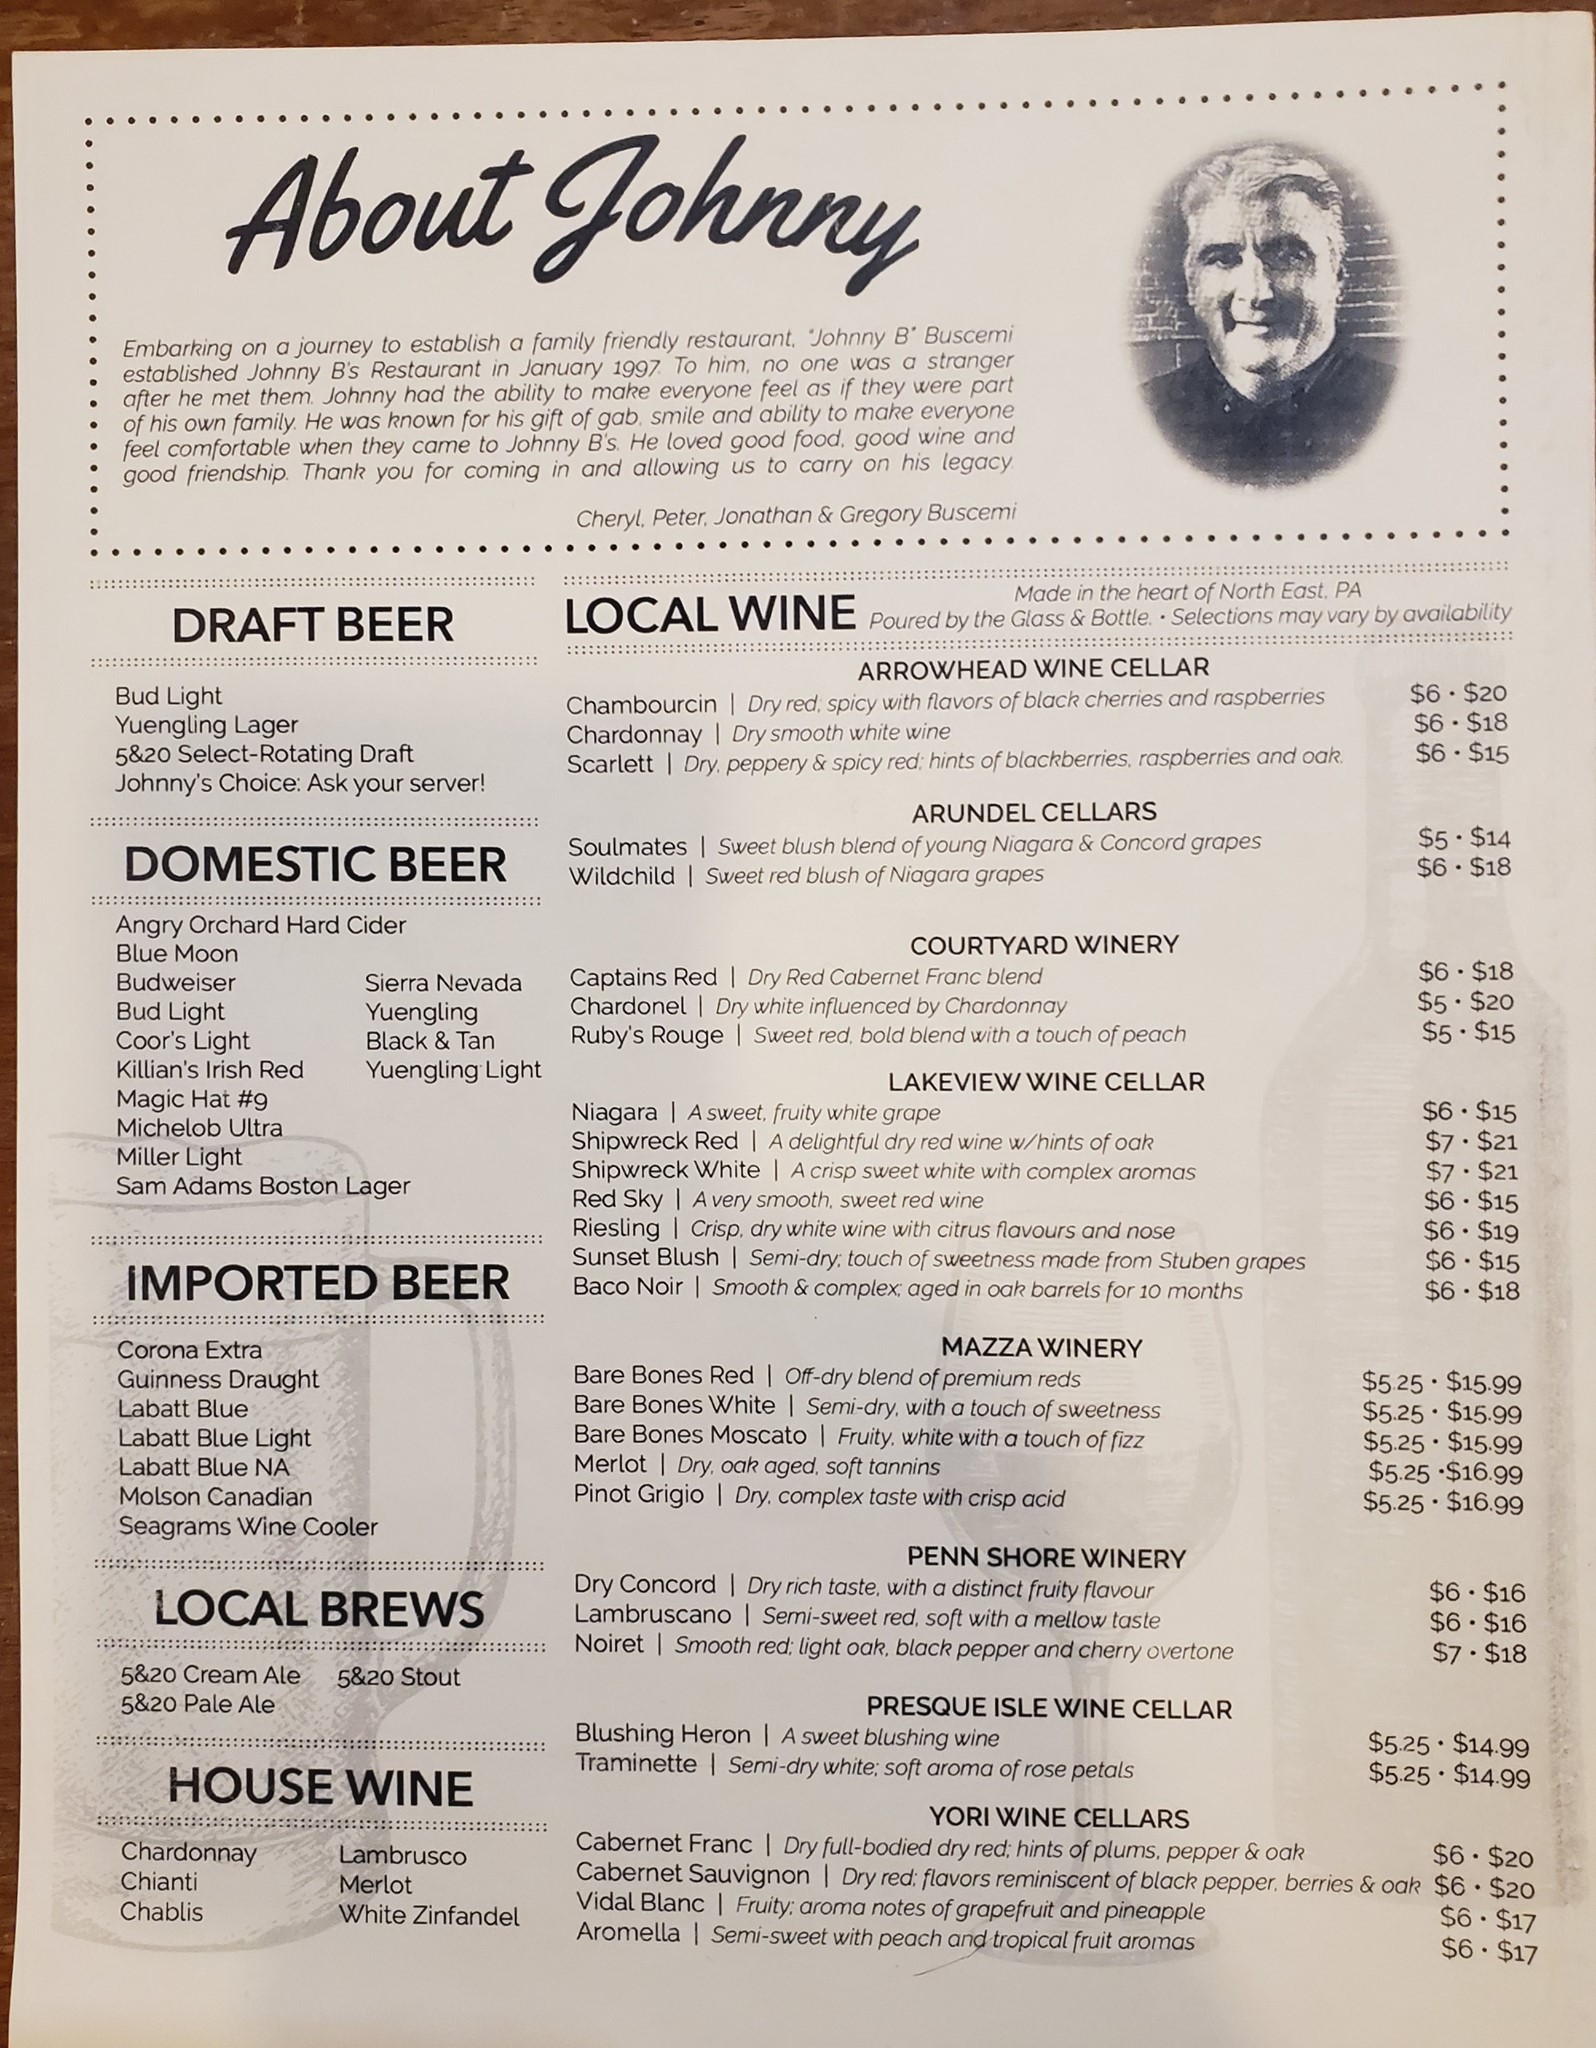 About Johnny
Embarking on a journey to establish a family friendly restaurant, "Johnny B" Buscemi
established Johnny B's Restaurant in January 1997. To him, no one was a stranger
after he met them. Johnny had the ability to make everyone feel as if they were part
of his own family. He was known for his gift of gab, smile and ability to make everyone
feel comfortable when they came to Johnny B's. He loved good food, good wine and
good friendship. Thank you for coming in and allowing us to carry on his legacy.
Cheryl, Peter, Jonathan & Gregory Buscemi
DRAFT BEER
Bud Light
Yuengling Lager
5&20 Select-Rotating Draft
Johnny's Choice: Ask your server!
DOMESTIC BEER
Angry Orchard Hard Cider
Blue Moon
Budweiser
Bud Light
Coor's Light
Killian's Irish Red
Magic Hat #9
Michelob Ultra
Miller Light
Sam Adams Boston Lager
Sierra Nevada
Yuengling
Black & Tan
Yuengling Light
IMPORTED BEER
Corona Extra
Guinness Draught
Labatt Blue
Labatt Blue Light
Labatt Blue NA
Molson Canadian
Seagrams Wine Cooler
LOCAL BREWS
5&20 Cream Ale 5&20 Stout
5&20 Pale Ale
HOUSE WINE
Chardonnay
Chianti
Chablis
Lambrusco
Merlot
White Zinfandel
LOCAL WINE
Made in the heart of North East, PA
Poured by the Glass & Bottle. • Selections may vary by availability
ARROWHEAD WINE CELLAR
Chambourcin | Dry red; spicy with flavors of black cherries and raspberries $6 • $20
Chardonnay | Dry smooth white wine $6 • $18
Scarlett | Dry, peppery & spicy red; hints of blackberries, raspberries and oak. $6 • $15
ARUNDEL CELLARS
Soulmates | Sweet blush blend of young Niagara & Concord grapes $5 • $14
Wildchild | Sweet red blush of Niagara grapes $6 • $18
COURTYARD WINERY
Captains Red | Dry Red Cabernet Franc blend $6 • $18
Chardonel | Dry white influenced by Chardonnay $5 • $20
Ruby's Rouge | Sweet red, bold blend with a touch of peach $5 • $15
LAKEVIEW WINE CELLAR
Niagara | A sweet, fruity white grape $6 • $15
Shipwreck Red | A delightful dry red wine w/hints of oak $7 • $21
Shipwreck White | A crisp sweet white with complex aromas $7 • $21
Red Sky | A very smooth, sweet red wine $6 • $15
Riesling | Crisp, dry white wine with citrus flavours and nose $6 • $19
Sunset Blush | Semi-dry; touch of sweetness made from Stuben grapes $6 • $15
Baco Noir | Smooth & complex; aged in oak barrels for 10 months $6 • $18
MAZZA WINERY
Bare Bones Red | Off-dry blend of premium reds $5.25 • $15.99
Bare Bones White | Semi-dry, with a touch of sweetness $5.25 • $15.99
Bare Bones Moscato | Fruity, white with a touch of fizz $5.25 • $15.99
Merlot | Dry, oak aged, soft tannins $5.25 •$16.99
Pinot Grigio | Dry, complex taste with crisp acid $5.25 • $16.99
PENN SHORE WINERY
Dry Concord | Dry rich taste, with a distinct fruity flavour $6 • $16
Lambruscano | Semi-sweet red, soft with a mellow taste $6 • $16
Noiret | Smooth red; light oak, black pepper and cherry overtone $7 • $18
PRESQUE ISLE WINE CELLAR
Blushing Heron | A sweet blushing wine $5.25 • $14.99
Traminette | Semi-dry white; soft aroma of rose petals $5.25 • $14.99
YORI WINE CELLARS
Cabernet Franc | Dry full-bodied dry red; hints of plums, pepper & oak $6 • $20
Cabernet Sauvignon | Dry red; flavors reminiscent of black pepper, berries & oak $6 • $20
Vidal Blanc | Fruity; aroma notes of grapefruit and pineapple $6 • $17
Aromella | Semi-sweet with peach and tropical fruit aromas $6 • $17